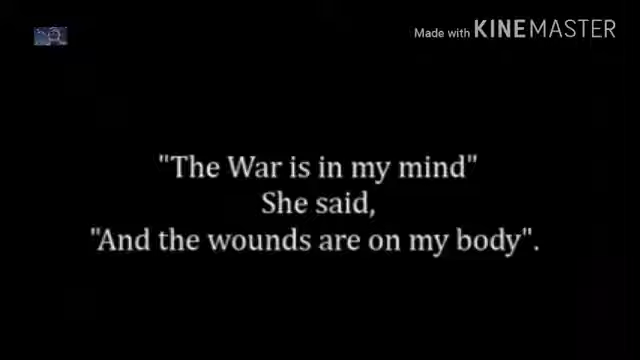 Made with KINEMASTER
"The War is in my mind"
She said,
"And the wounds are on my body".